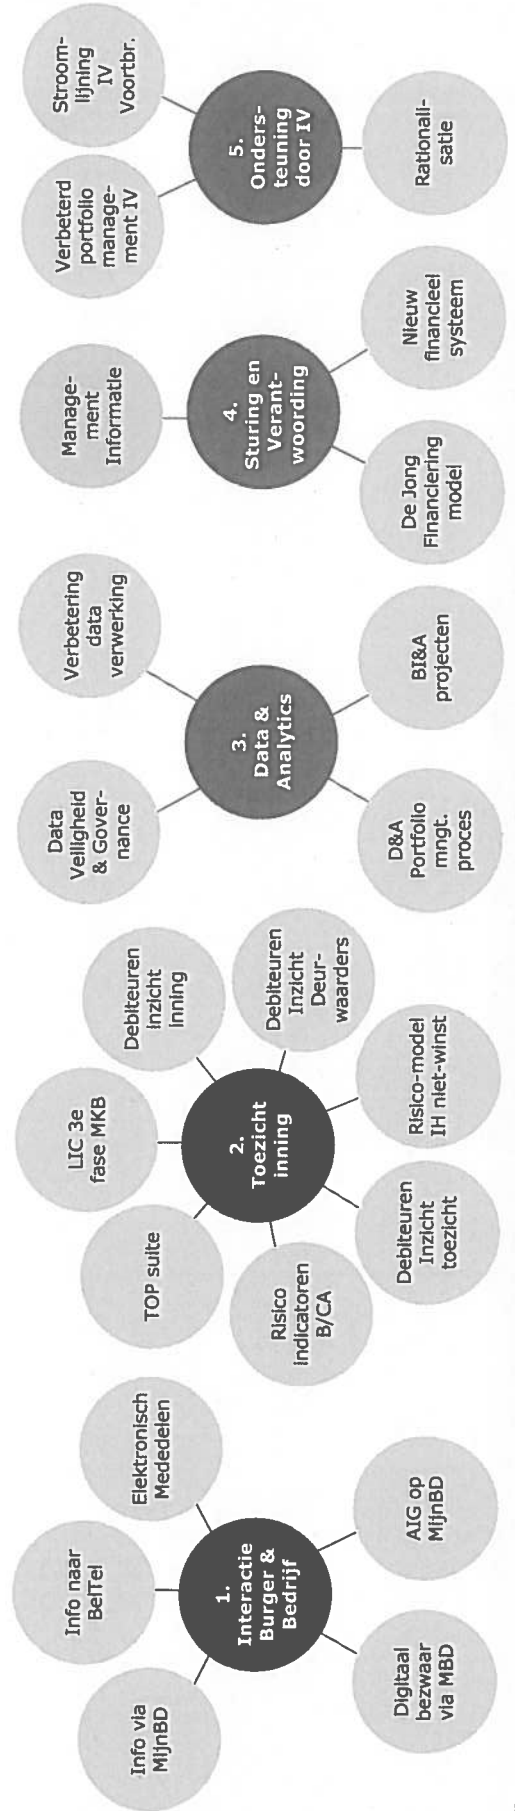 1.
Interactie
Burger &
Bedrijf
Info via
MijnBD
Info naar
BelTel
Elektronisch
Mededelen
AIG op
MijnBD
Digitaal
bezwaar
via MBD
2.
Toezicht
inning
TOP suite
LIC 3e
fase MKB
Debiteuren
inzicht
inning
Debiteuren
Inzicht
Deur-
waarders
Risico-model
IH niet-winst
Debiteuren
Inzicht
toezicht
Risico
indicatoren
B/CA
3.
Data &
Analytics
Data
Veiligheid
& Gover-
nance
Verbetering
data
verwerking
BI&A
projecten
D&A
Portfolio
mngt.
proces
4.
Sturing en
Verant-
woording
Manage-
ment
Informatie
Nieuw
financieel
systeem
De Jong
Financiering
model
5.
Onders-
teuning
door IV
Verbeterd
portfolio
manage-
ment IV
Stroom-
lijning
IV
Voortbr.
Rationali-
satie